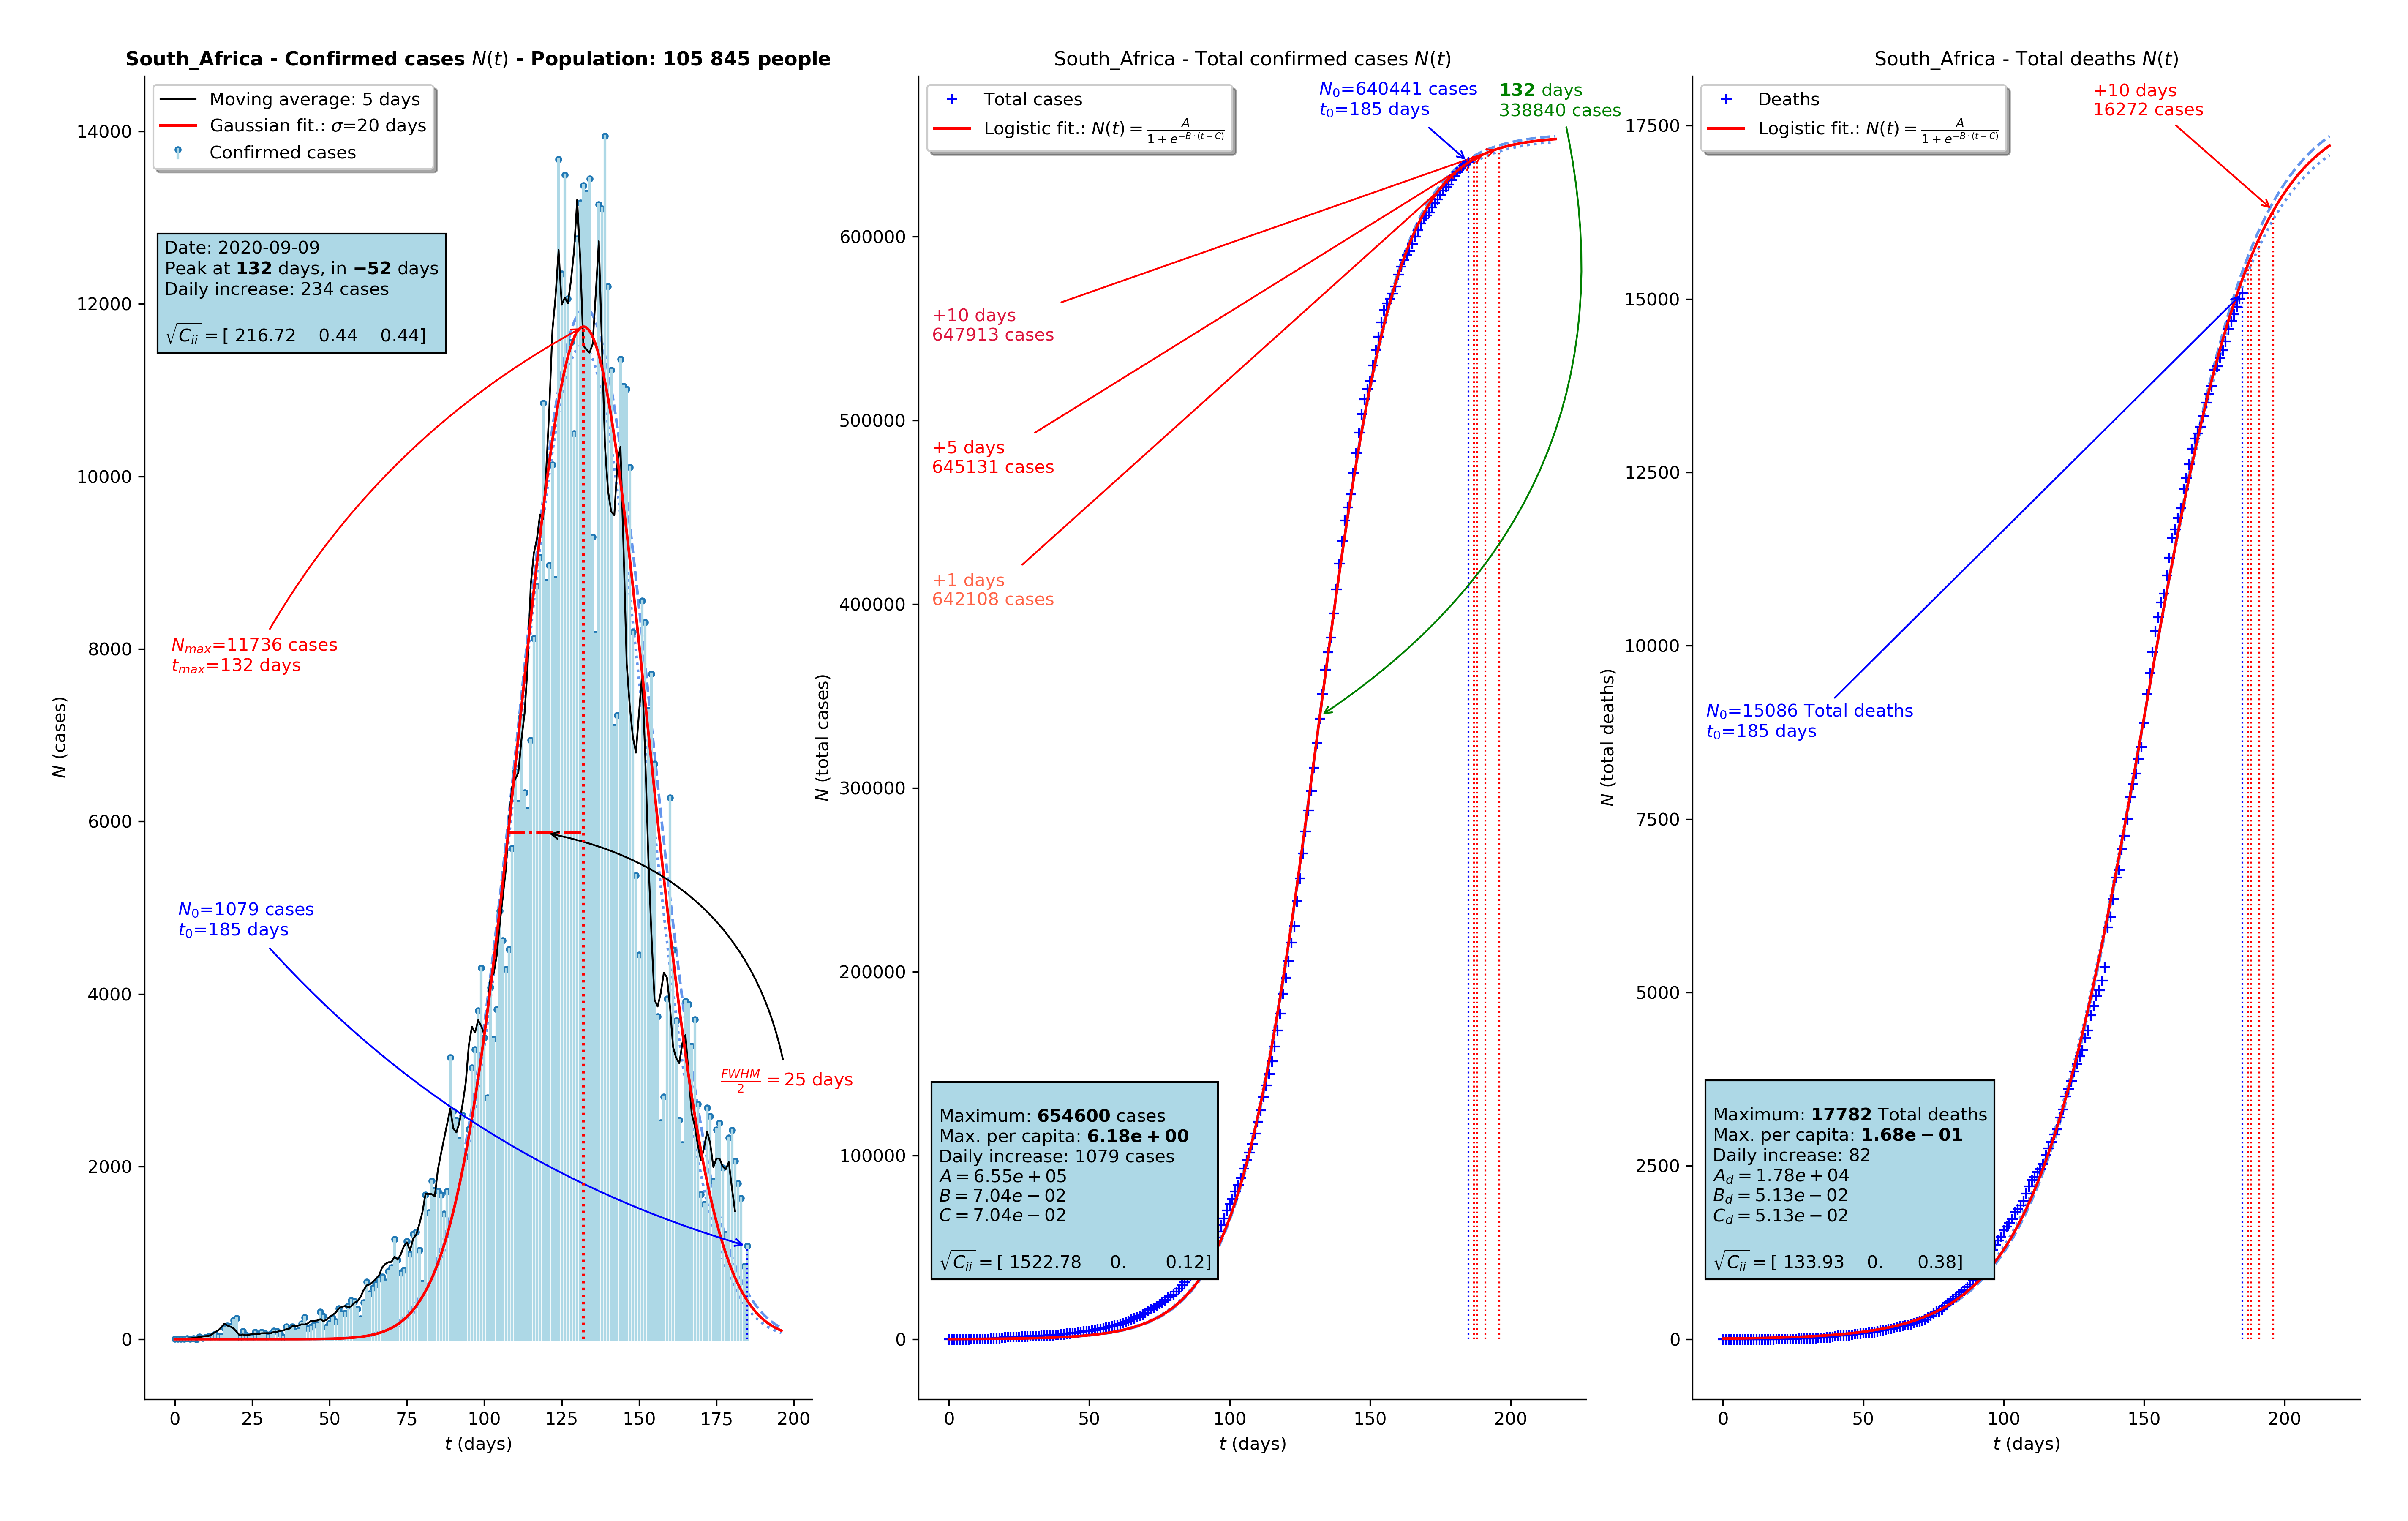 South_Africa - Confirmed cases N(t) - Population: 105 845 people
Moving average: 5 days
Gaussian fit.: σ=20 days
Confirmed cases
Date: 2020-09-09
Peak at 132 days, in −52 days
Daily increase: 234 cases
√Cii = [ 216.72 0.44 0.44]
Nmax=11736 cases
tmax=132 days
N0=1079 cases
t0=185 days
FWHM/2 = 25 days
N (cases)
14000
12000
10000
8000
6000
4000
2000
0
0 25 50 75 100 125 150 175 200
t (days)
South_Africa - Total confirmed cases N(t)
Total cases
Logistic fit.: N(t) = A/(1 + e^(−B·(t−C)))
N0=640441 cases
t0=185 days
132 days
338840 cases
+10 days
647913 cases
+5 days
645131 cases
+1 days
642108 cases
Maximum: 654600 cases
Max. per capita: 6.18e + 00
Daily increase: 1079 cases
A = 6.55e + 05
B = 7.04e − 02
C = 7.04e − 02
√Cii = [ 1522.78 0. 0.12]
N (total cases)
600000
500000
400000
300000
200000
100000
0
0 50 100 150 200
t (days)
South_Africa - Total deaths N(t)
Deaths
Logistic fit.: N(t) = A/(1 + e^(−B·(t−C)))
+10 days
16272 cases
N0=15086 Total deaths
t0=185 days
Maximum: 17782 Total deaths
Max. per capita: 1.68e − 01
Daily increase: 82
Ad = 1.78e + 04
Bd = 5.13e − 02
Cd = 5.13e − 02
√Cii = [ 133.93 0. 0.38]
N (total deaths)
17500
15000
12500
10000
7500
5000
2500
0
0 50 100 150 200
t (days)